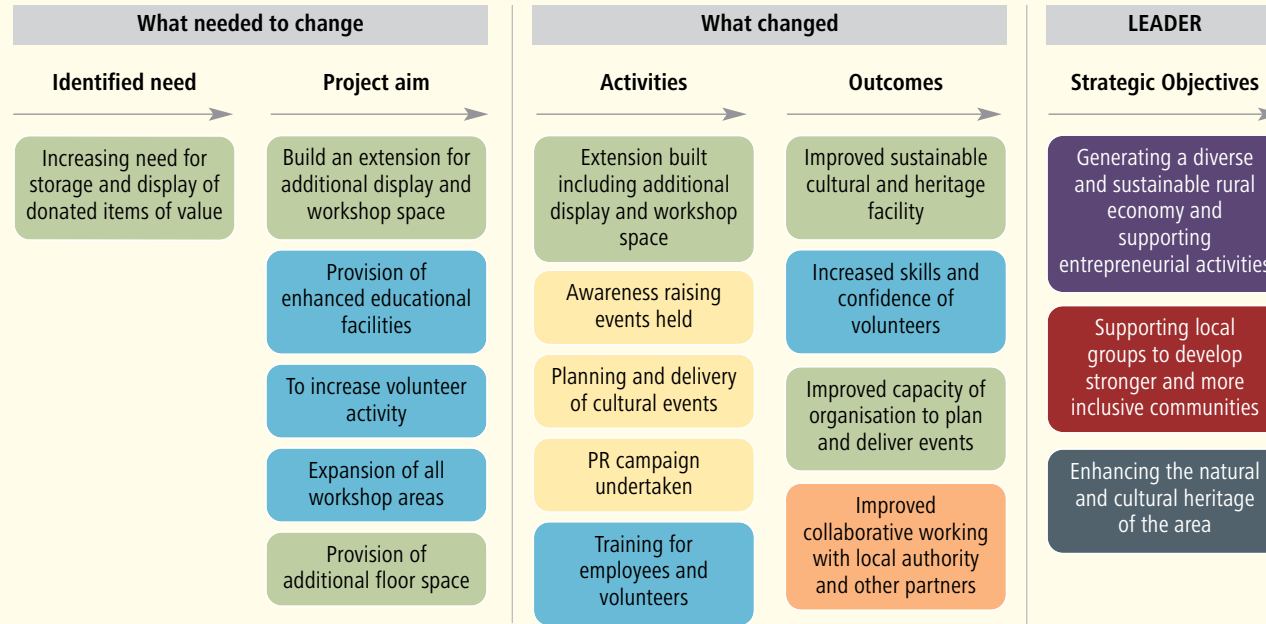 What needed to change
What changed
LEADER
Identified need
Project aim
Activities
Outcomes
Strategic Objectives
Increasing need for
storage and display of
donated items of value
Build an extension for
additional display and
workshop space
Provision of
enhanced educational
facilities
To increase volunteer
activity
Expansion of all
workshop areas
Provision of
additional floor space
Extension built
including additional
display and workshop
space
Awareness raising
events held
Planning and delivery
of cultural events
PR campaign
undertaken
Training for
employees and
volunteers
Improved sustainable
cultural and heritage
facility
Increased skills and
confidence of
volunteers
Improved capacity of
organisation to plan
and deliver events
Improved
collaborative working
with local authority
and other partners
Generating a diverse
and sustainable rural
economy and
supporting
entrepreneurial activities
Supporting local
groups to develop
stronger and more
inclusive communities
Enhancing the natural
and cultural heritage
of the area